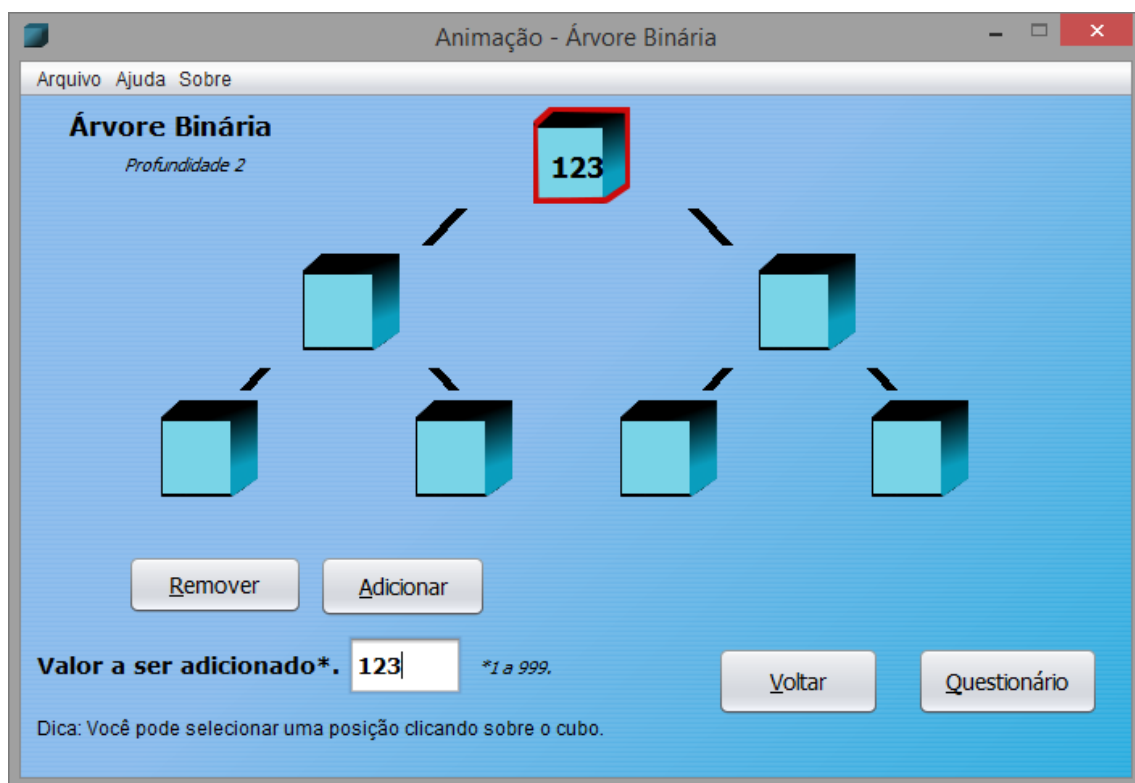 Animação - Árvore Binária
Arquivo Ajuda Sobre
Árvore Binária
Profundidade 2
123
Remover
Adicionar
Valor a ser adicionado*. 123 *1 a 999.
Voltar
Questionário
Dica: Você pode selecionar uma posição clicando sobre o cubo.